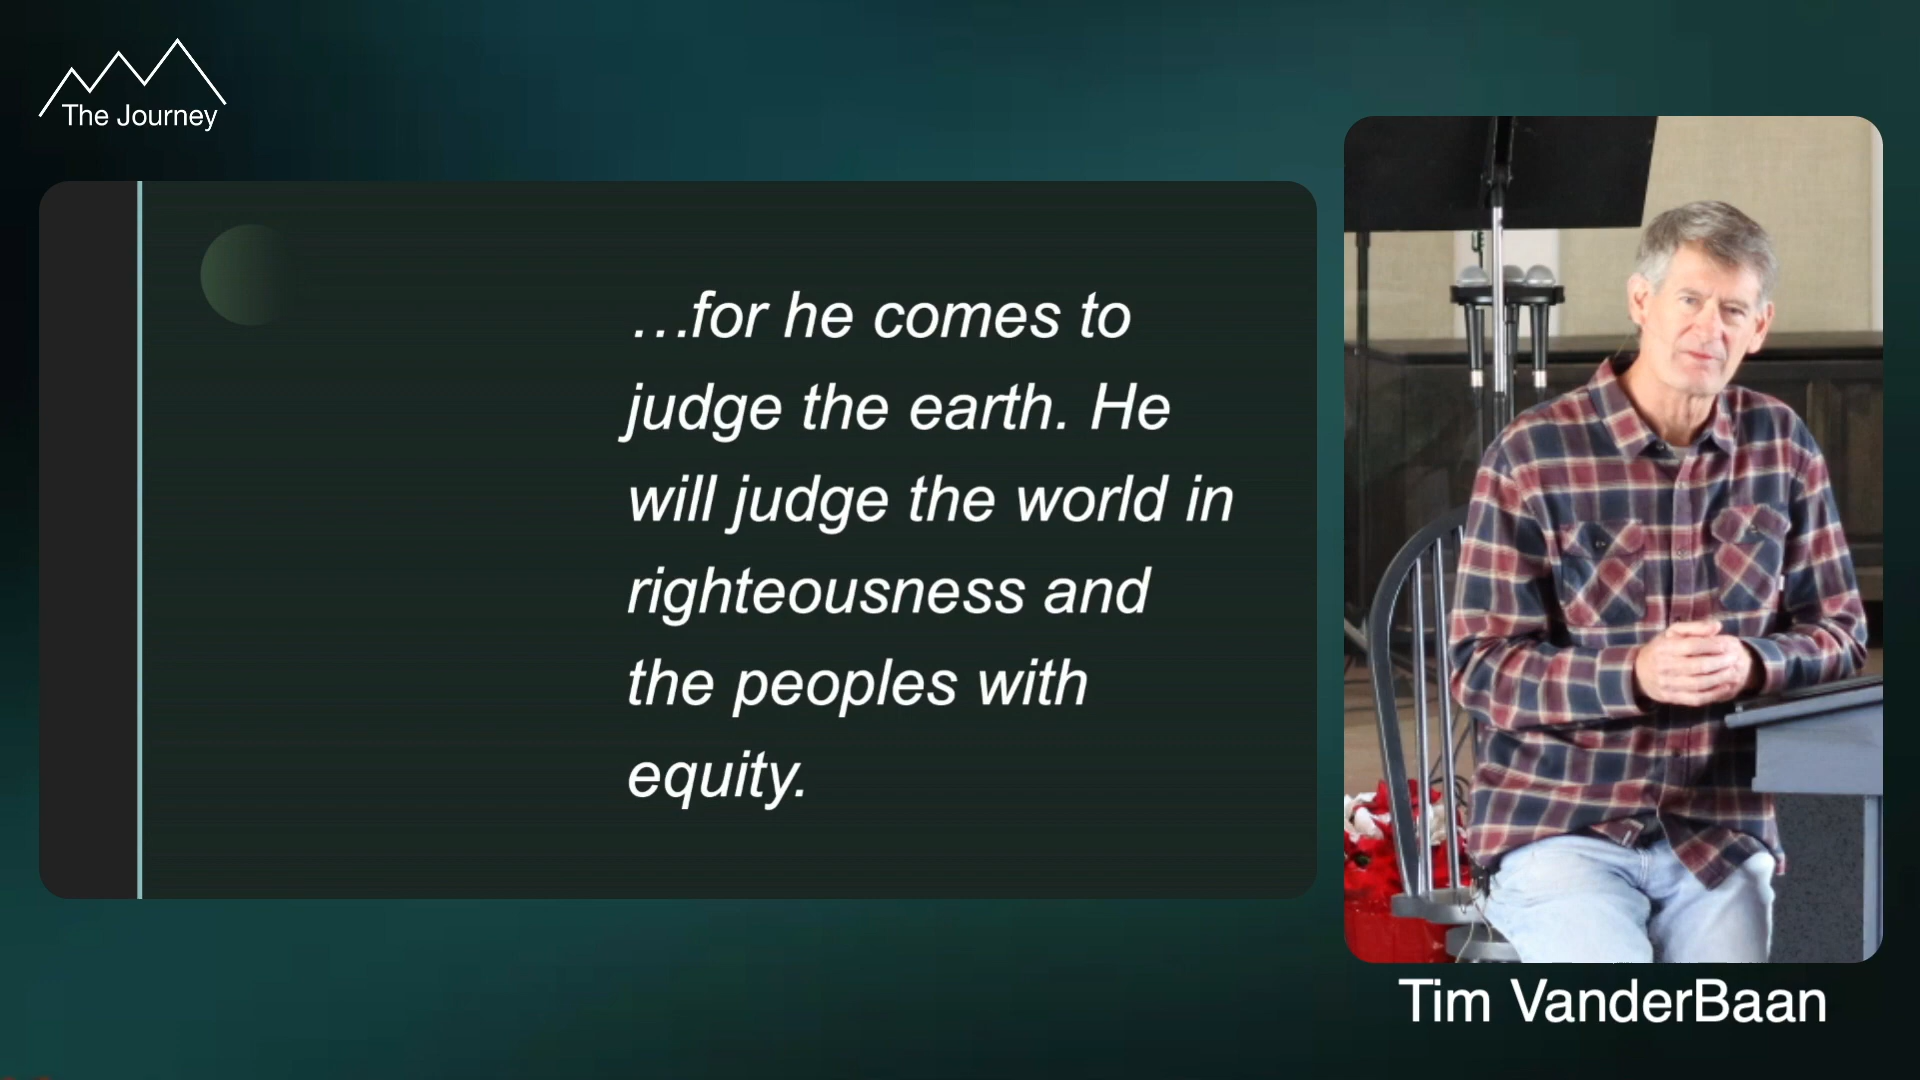 The Journey
…for he comes to
judge the earth. He
will judge the world in
righteousness and
the peoples with
equity.
Tim VanderBaan